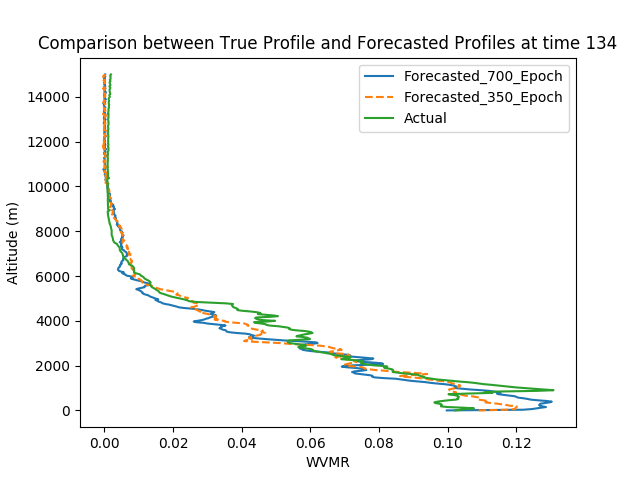 Comparison between True Profile and Forecasted Profiles at time 134
Forecasted_700_Epoch
Forecasted_350_Epoch
Actual
Altitude (m)
14000
12000
10000
8000
6000
4000
2000
0
0.00 0.02 0.04 0.06 0.08 0.10 0.12
WVMR